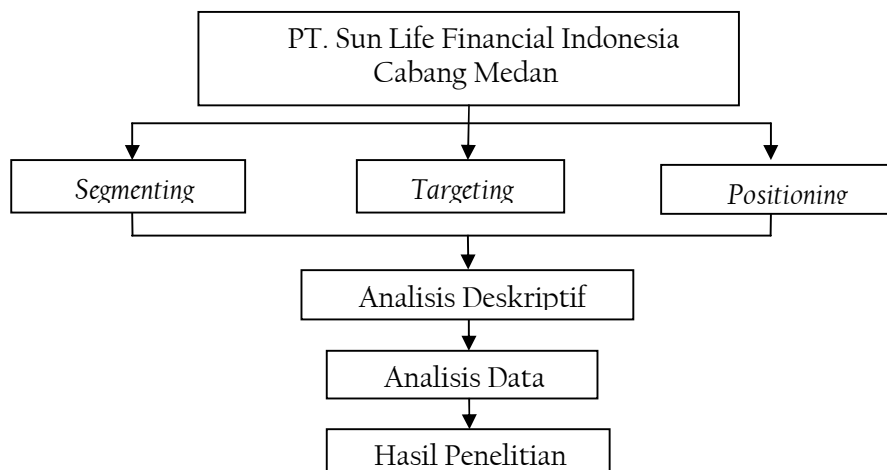 PT. Sun Life Financial Indonesia
Cabang Medan
Segmenting
Targeting
Positioning
Analisis Deskriptif
Analisis Data
Hasil Penelitian